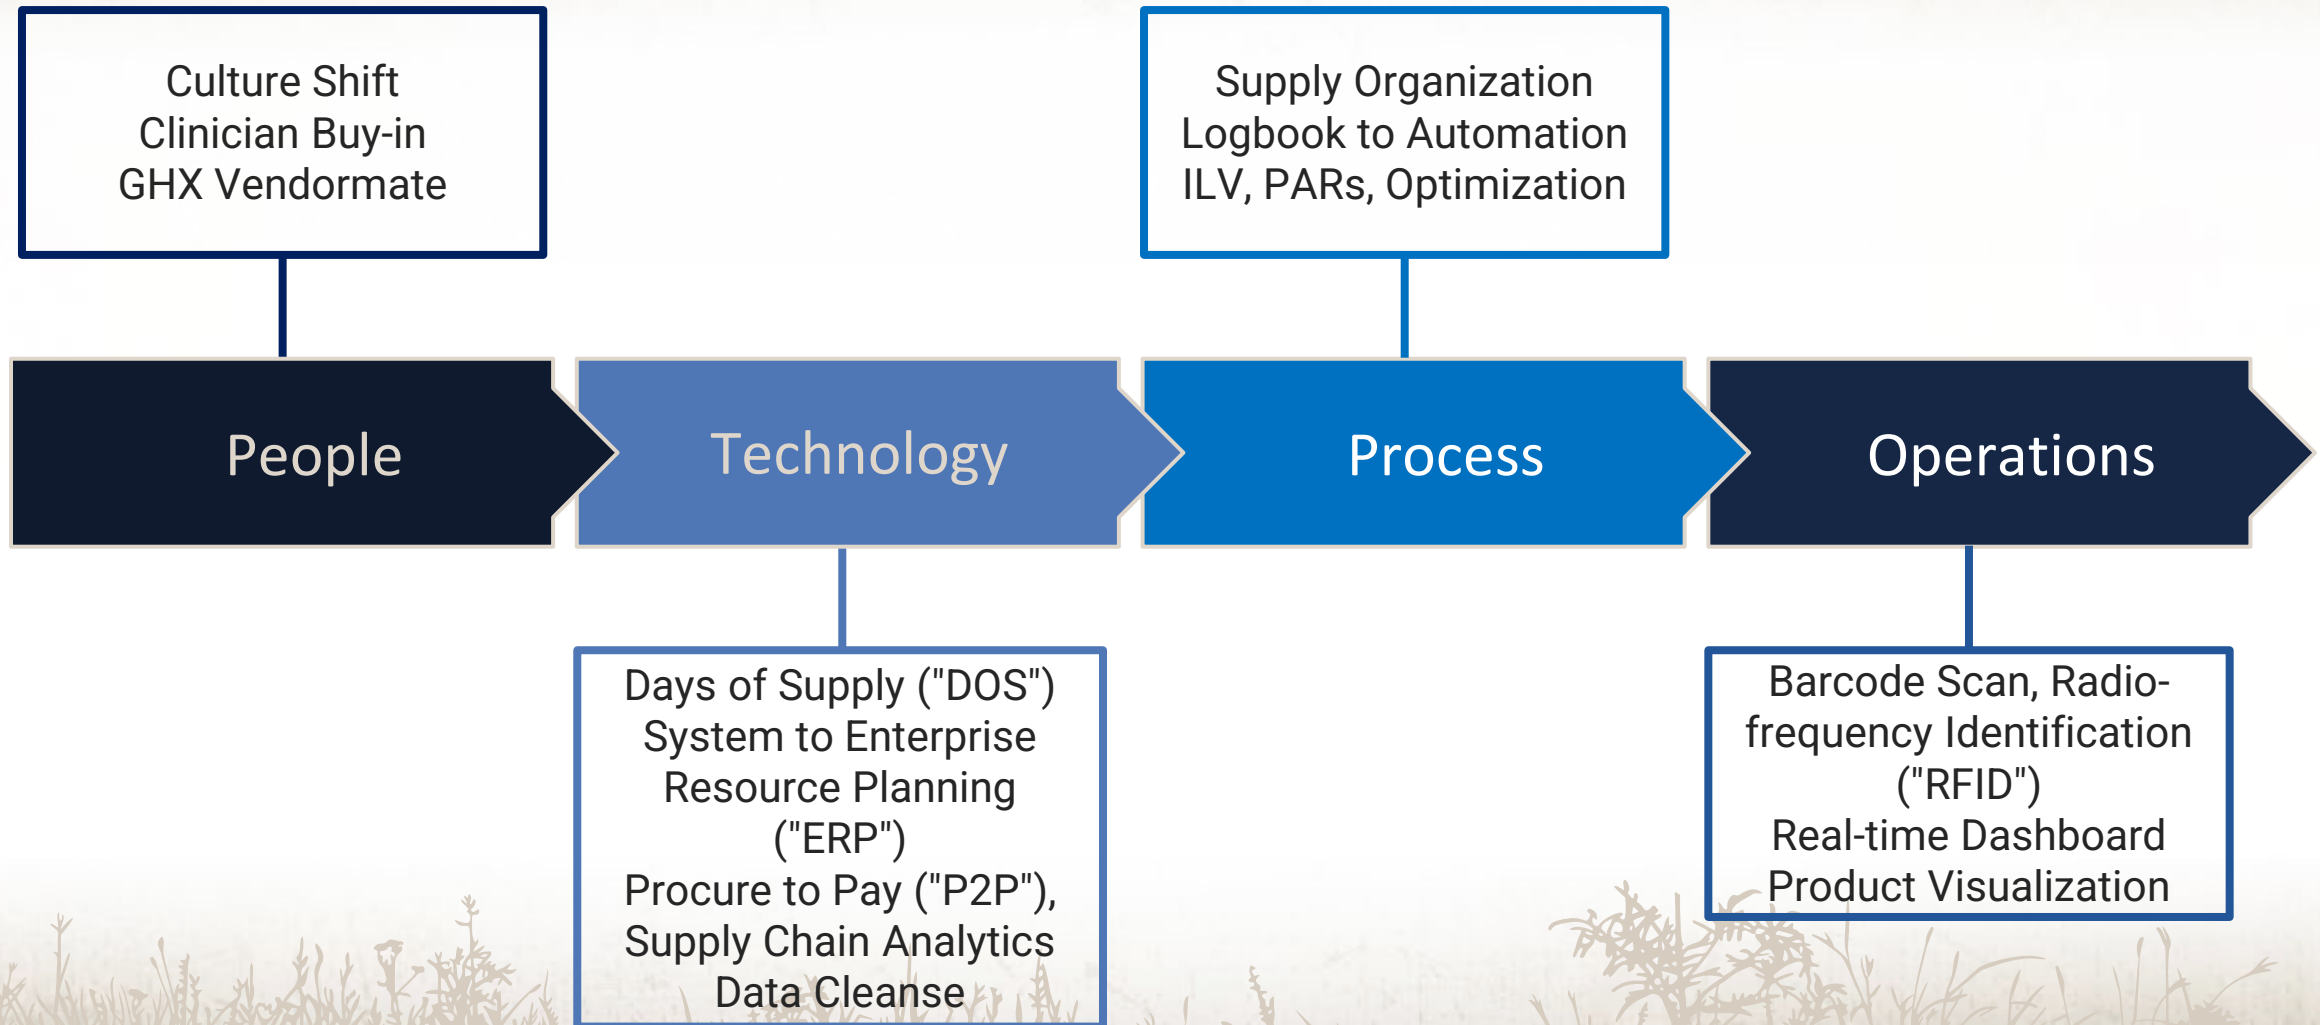 Culture Shift
Clinician Buy-in
GHX Vendormate
Supply Organization
Logbook to Automation
ILV, PARs, Optimization
People
Technology
Process
Operations
Days of Supply ("DOS")
System to Enterprise
Resource Planning
("ERP")
Procure to Pay ("P2P"),
Supply Chain Analytics
Data Cleanse
Barcode Scan, Radio-
frequency Identification
("RFID")
Real-time Dashboard
Product Visualization